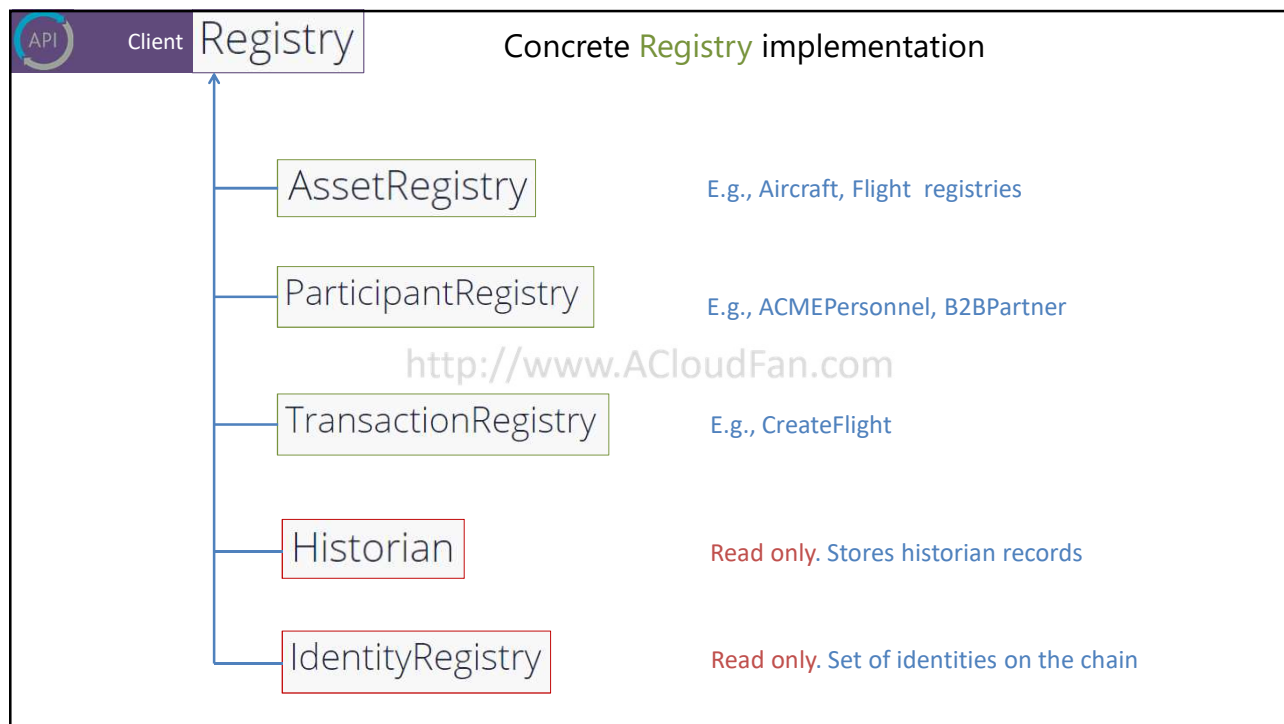 API Client Registry Concrete Registry implementation
AssetRegistry E.g., Aircraft, Flight registries
ParticipantRegistry E.g., ACMEPersonnel, B2BPartner
http://www.ACloudFan.com
TransactionRegistry E.g., CreateFlight
Historian Read only. Stores historian records
IdentityRegistry Read only. Set of identities on the chain